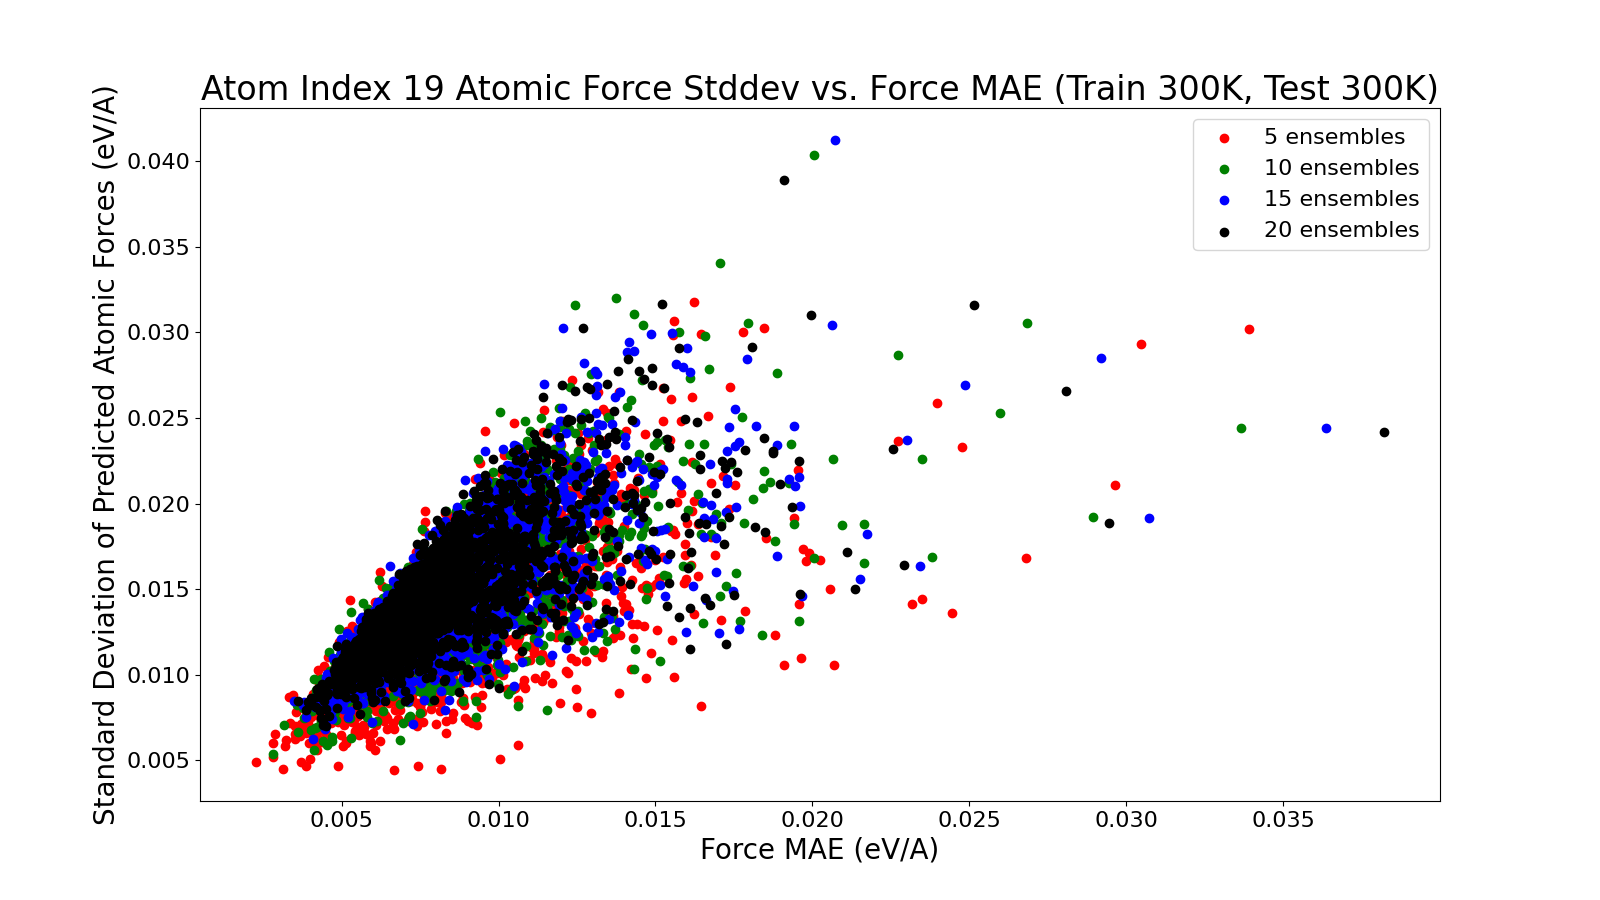 Atom Index 19 Atomic Force Stddev vs. Force MAE (Train 300K, Test 300K)
Standard Deviation of Predicted Atomic Forces (eV/A)
0.040
0.035
0.030
0.025
0.020
0.015
0.010
0.005
5 ensembles
10 ensembles
15 ensembles
20 ensembles
0.005 0.010 0.015 0.020 0.025 0.030 0.035
Force MAE (eV/A)